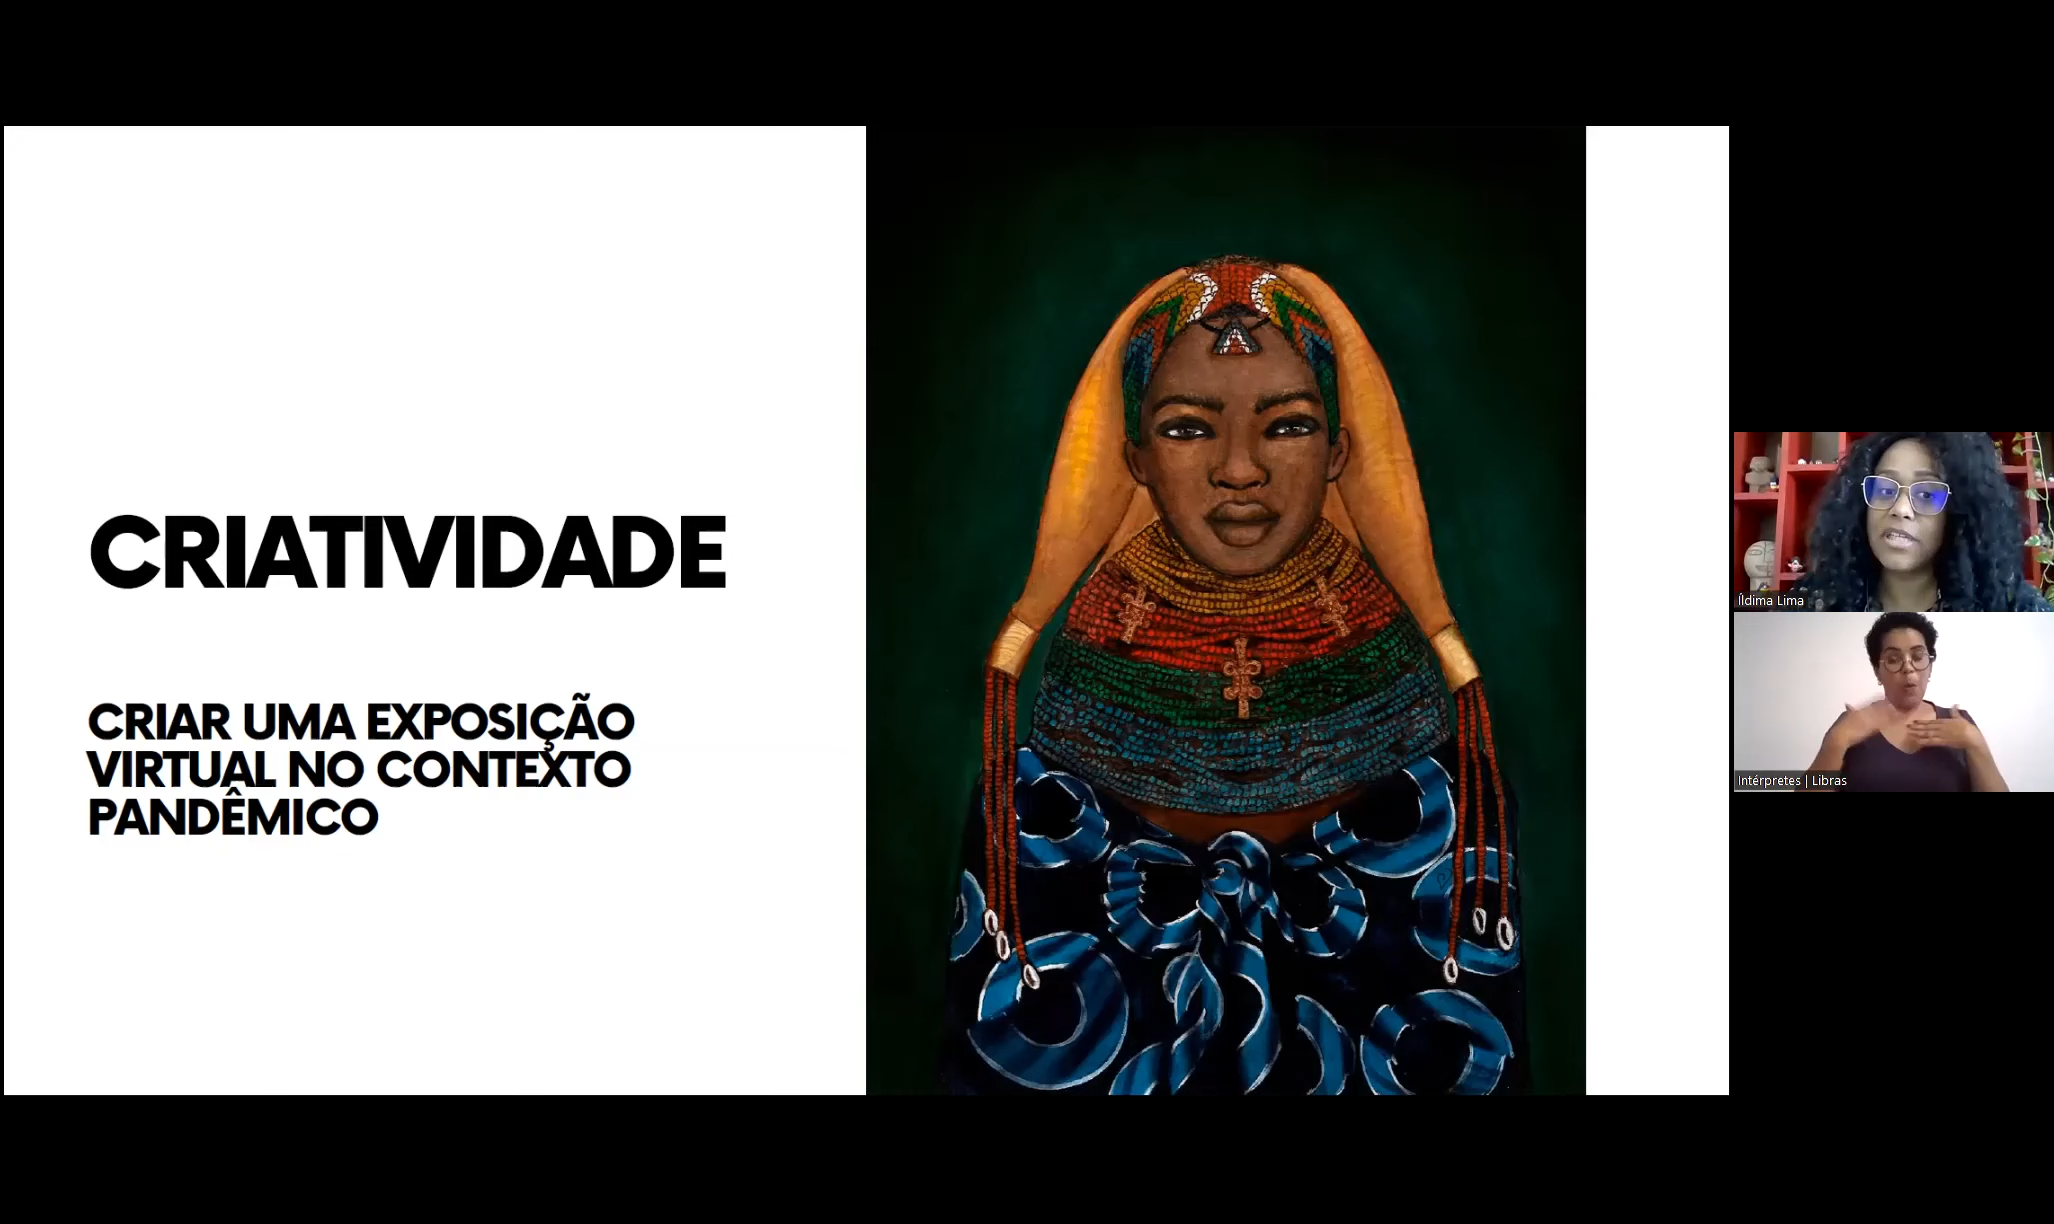 CRIATIVIDADE
CRIAR UMA EXPOSIÇÃO
VIRTUAL NO CONTEXTO
PANDÊMICO
Íldima Lima
Intérpretes | Libras